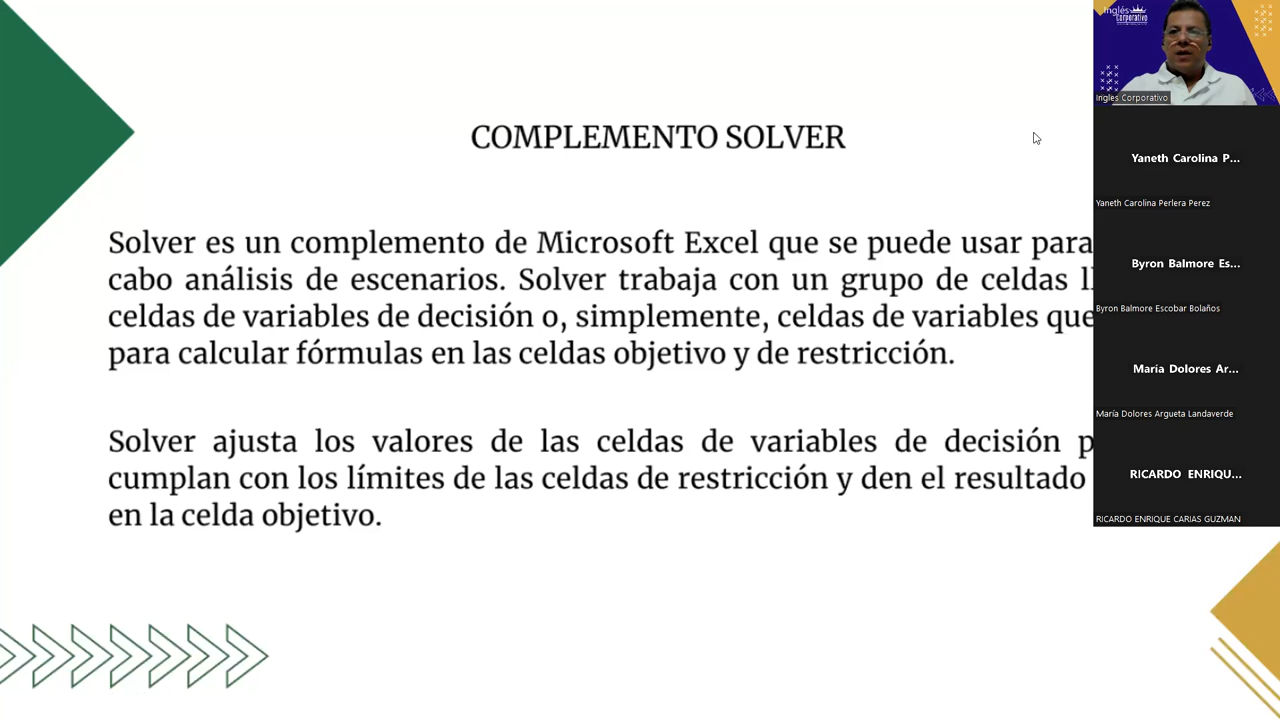 COMPLEMENTO SOLVER
Solver es un complemento de Microsoft Excel que se puede usar para
cabo análisis de escenarios. Solver trabaja con un grupo de celdas
celdas de variables de decisión o, simplemente, celdas de variables que
para calcular fórmulas en las celdas objetivo y de restricción.
Solver ajusta los valores de las celdas de variables de decisión
cumplan con los límites de las celdas de restricción y den el resultado
en la celda objetivo.
Inglés
Corporativo
Ingles Corporativo
Yaneth Carolina P...
Yaneth Carolina Perlera Perez
Byron Balmore Es...
Byron Balmore Escobar Bolaños
María Dolores Ar...
María Dolores Argueta Landaverde
RICARDO ENRIQU...
RICARDO ENRIQUE CARIAS GUZMAN